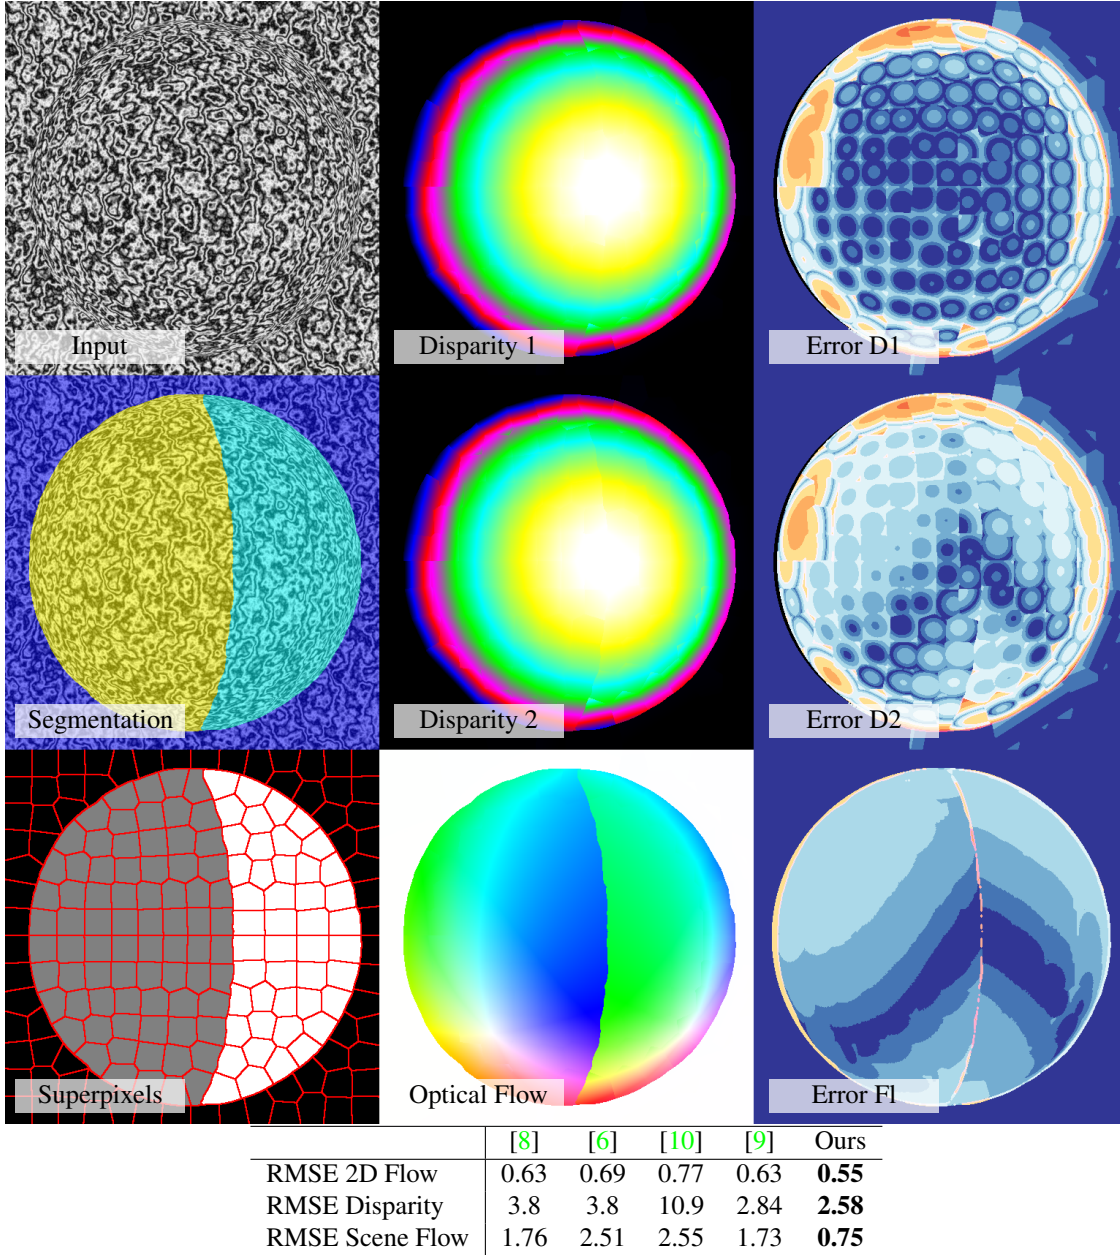 Input
Disparity 1
Error D1
Segmentation
Disparity 2
Error D2
Superpixels
Optical Flow
Error Fl
[8] [6] [10] [9] Ours
RMSE 2D Flow 0.63 0.69 0.77 0.63 0.55
RMSE Disparity 3.8 3.8 10.9 2.84 2.58
RMSE Scene Flow 1.76 2.51 2.55 1.73 0.75